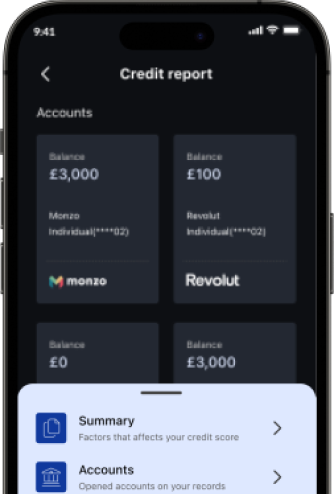 9:41
Credit report
Accounts
Balance
£3,000
Monzo
Individual(****02)
monzo
Balance
£100
Revolut
Individual(****02)
Revolut
Balance
£0
Balance
£3,000
Summary
Factors that affects your credit score
Accounts
Opened accounts on your records